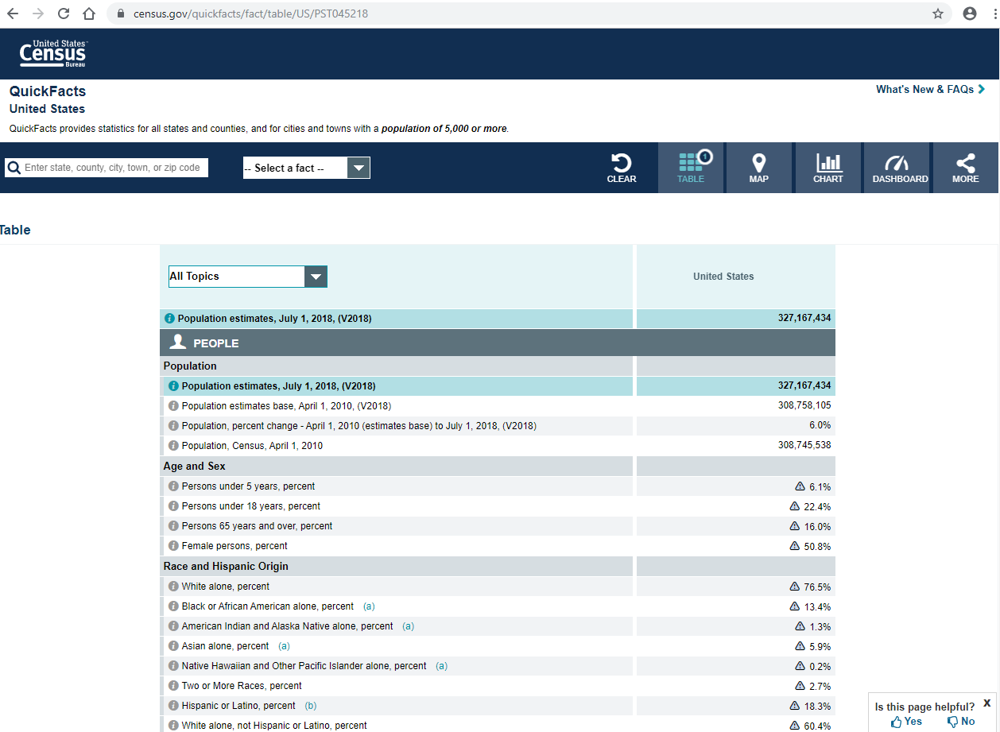 census.gov/quickfacts/fact/table/US/PST045218
United States™
Census
Bureau
QuickFacts
What's New & FAQs
United States
QuickFacts provides statistics for all states and counties, and for cities and towns with a population of 5,000 or more.
Enter state, county, city, town, or zip code
-- Select a fact --
CLEAR
1
TABLE
MAP
CHART
DASHBOARD
MORE
Table
All Topics
United States
Population estimates, July 1, 2018, (V2018) 327,167,434
PEOPLE
Population
Population estimates, July 1, 2018, (V2018) 327,167,434
Population estimates base, April 1, 2010, (V2018) 308,758,105
Population, percent change - April 1, 2010 (estimates base) to July 1, 2018, (V2018) 6.0%
Population, Census, April 1, 2010 308,745,538
Age and Sex
Persons under 5 years, percent 6.1%
Persons under 18 years, percent 22.4%
Persons 65 years and over, percent 16.0%
Female persons, percent 50.8%
Race and Hispanic Origin
White alone, percent 76.5%
Black or African American alone, percent (a) 13.4%
American Indian and Alaska Native alone, percent (a) 1.3%
Asian alone, percent (a) 5.9%
Native Hawaiian and Other Pacific Islander alone, percent (a) 0.2%
Two or More Races, percent 2.7%
Hispanic or Latino, percent (b) 18.3%
White alone, not Hispanic or Latino, percent 60.4%
Is this page helpful? X
Yes No